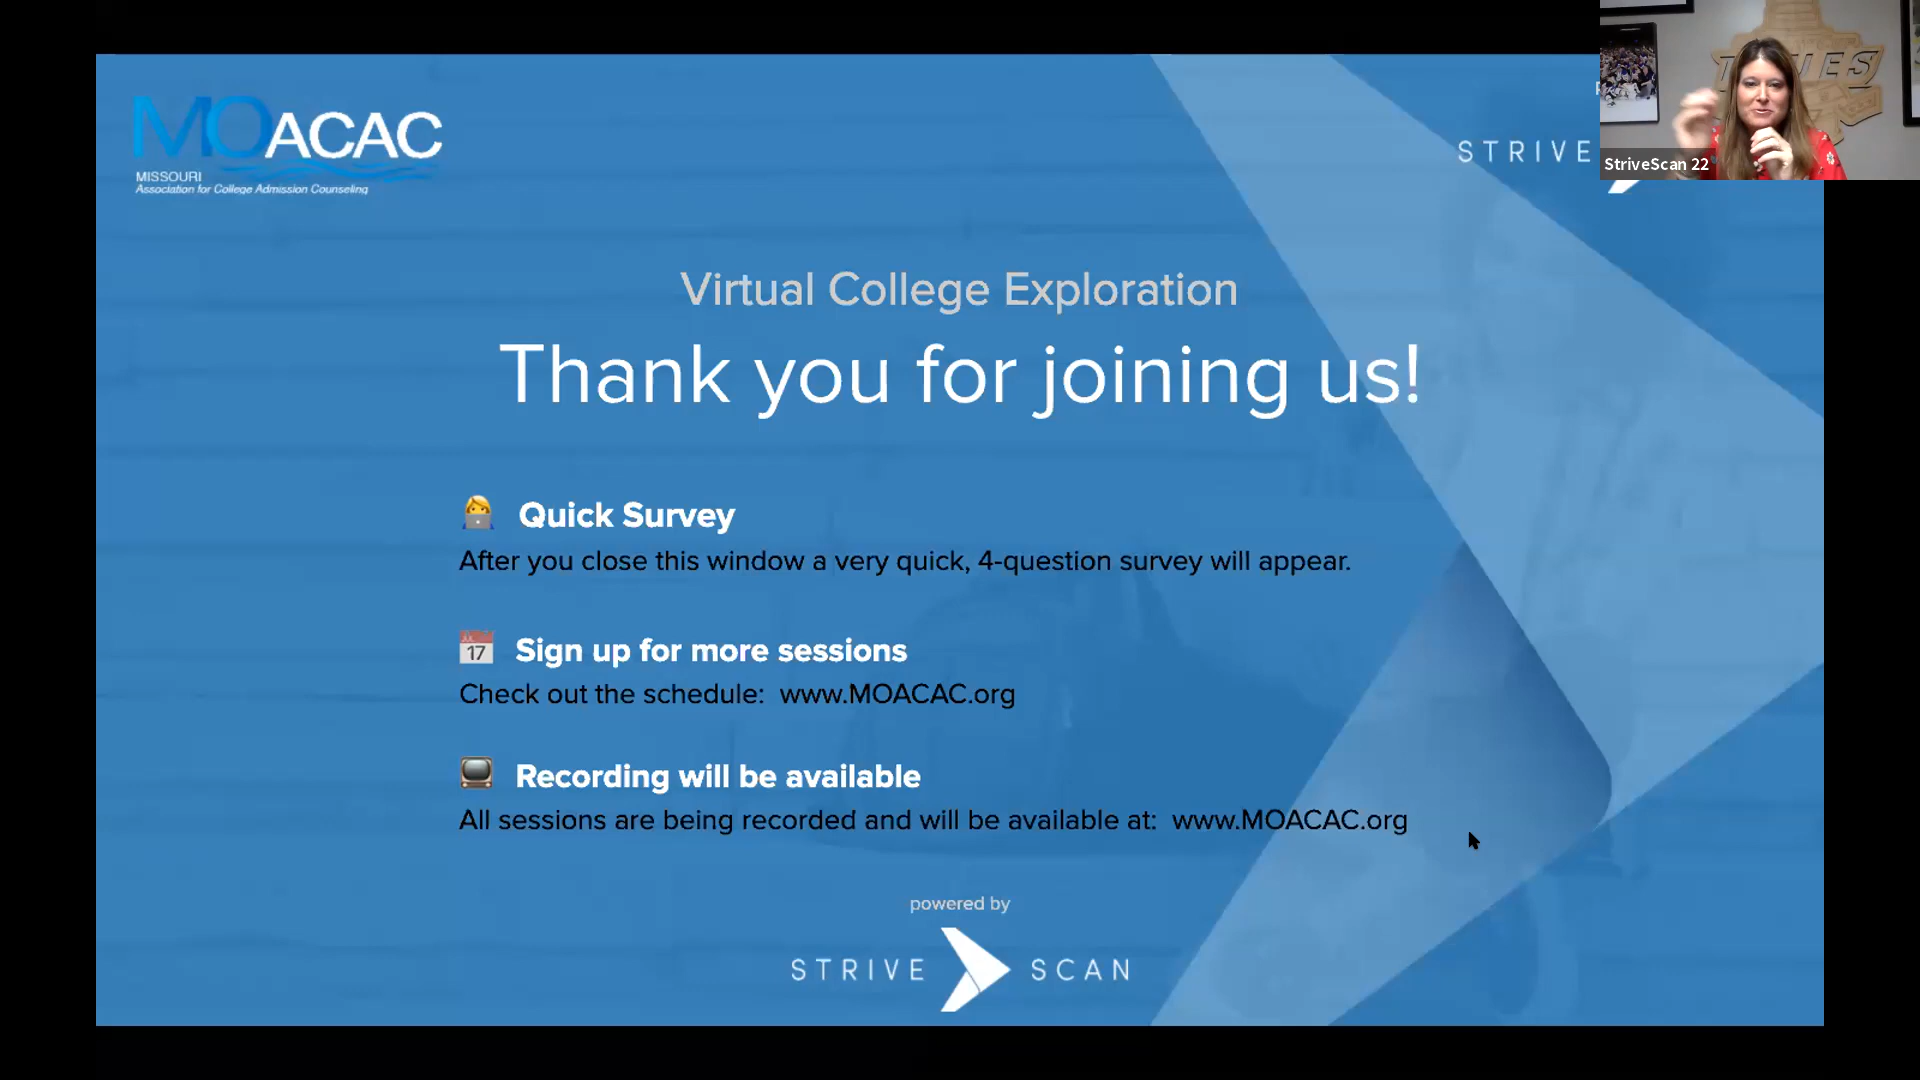 MOACAC
MISSOURI
Association for College Admission Counseling
STRIVE
StriveScan 22
Virtual College Exploration
Thank you for joining us!
Quick Survey
After you close this window a very quick, 4-question survey will appear.
17
Sign up for more sessions
Check out the schedule: www.MOACAC.org
Recording will be available
All sessions are being recorded and will be available at: www.MOACAC.org
powered by
STRIVE SCAN